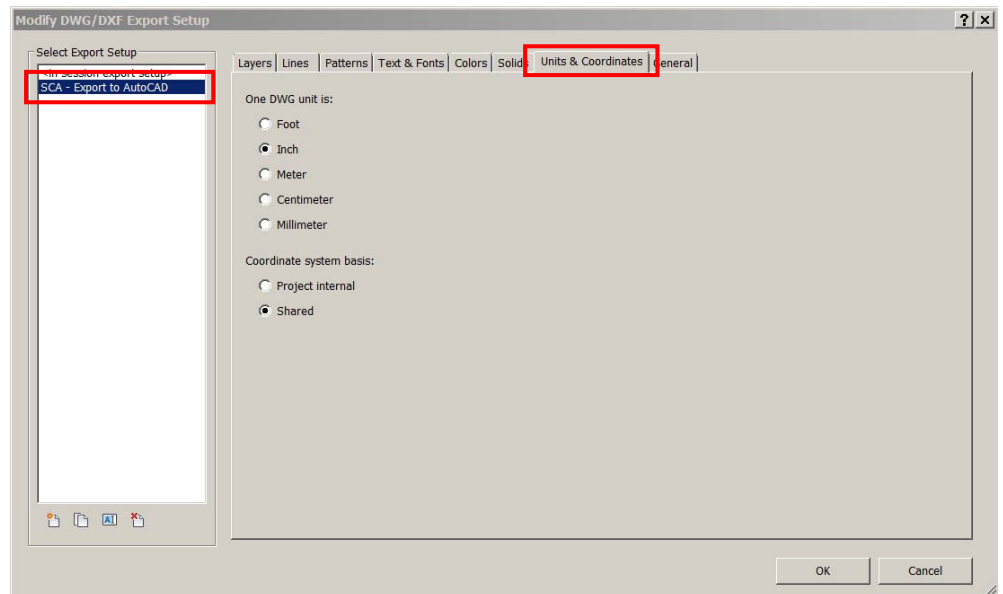 Modify DWG/DXF Export Setup
Select Export Setup
<in session export setup>
SCA - Export to AutoCAD
Layers Lines Patterns Text & Fonts Colors Solids Units & Coordinates General
One DWG unit is:
Foot
Inch
Meter
Centimeter
Millimeter
Coordinate system basis:
Project internal
Shared
OK Cancel